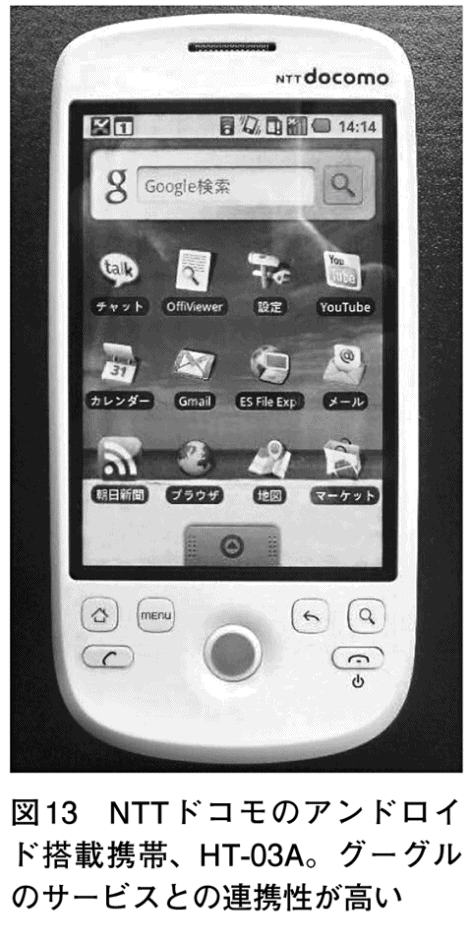 NTT docomo
1
14:14
g
Google検索
talk
You
Tube
チャット
OffiViewer
設定
YouTube
31
@
カレンダー
Gmail
ES File Exp
メール
朝日新聞
ブラウザ
地図
マーケット
menu
図13 NTTドコモのアンドロイ
ド搭載携帯、HT-03A。グーグル
のサービスとの連携性が高い